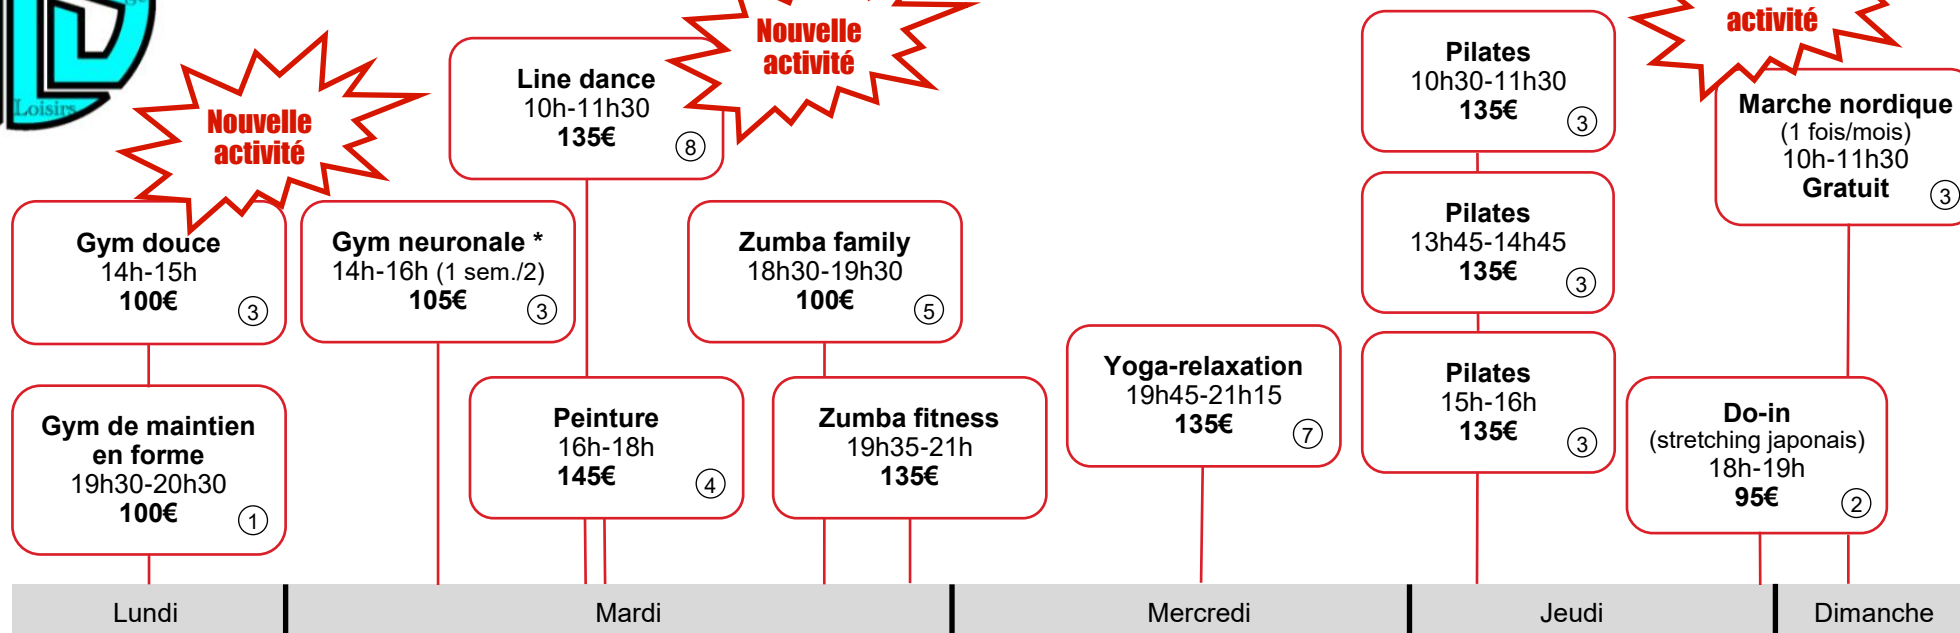 Loisirs
Nouvelle
activité
Line dance
10h-11h30
135€
8
Nouvelle
activité
Pilates
10h30-11h30
135€
3
activité
Marche nordique
(1 fois/mois)
10h-11h30
Gratuit
3
Gym douce
14h-15h
100€
3
Gym neuronale *
14h-16h (1 sem./2)
105€
3
Zumba family
18h30-19h30
100€
5
Pilates
13h45-14h45
135€
3
Gym de maintien
en forme
19h30-20h30
100€
1
Peinture
16h-18h
145€
4
Zumba fitness
19h35-21h
135€
Yoga-relaxation
19h45-21h15
135€
7
Pilates
15h-16h
135€
3
Do-in
(stretching japonais)
18h-19h
95€
2
Lundi
Mardi
Mercredi
Jeudi
Dimanche